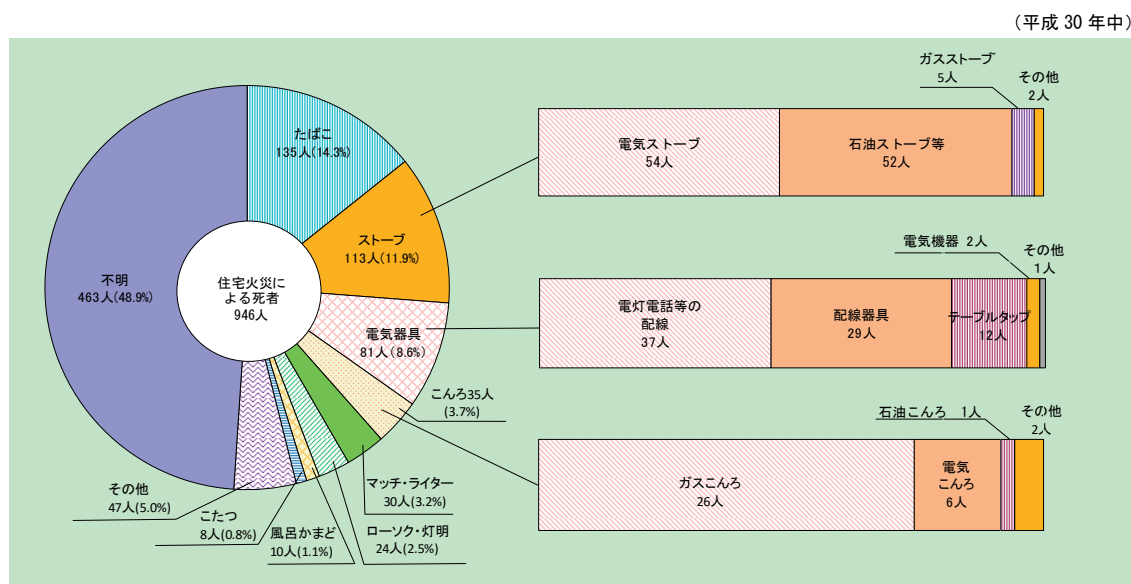 (平成 30 年中)
たばこ
135人(14.3%)
ストーブ
113人(11.9%)
電気器具
81人(8.6%)
こんろ35人
(3.7%)
マッチ・ライター
30人(3.2%)
ローソク・灯明
24人(2.5%)
風呂かまど
10人(1.1%)
こたつ
8人(0.8%)
その他
47人(5.0%)
不明
463人(48.9%)
住宅火災に
よる死者
946人
ガスストーブ
5人
その他
2人
電気ストーブ
54人
石油ストーブ等
52人
電気機器 2人
その他
1人
電灯電話等の
配線
37人
配線器具
29人
テーブルタップ
12人
石油こんろ 1人
その他
2人
ガスこんろ
26人
電気
こんろ
6人